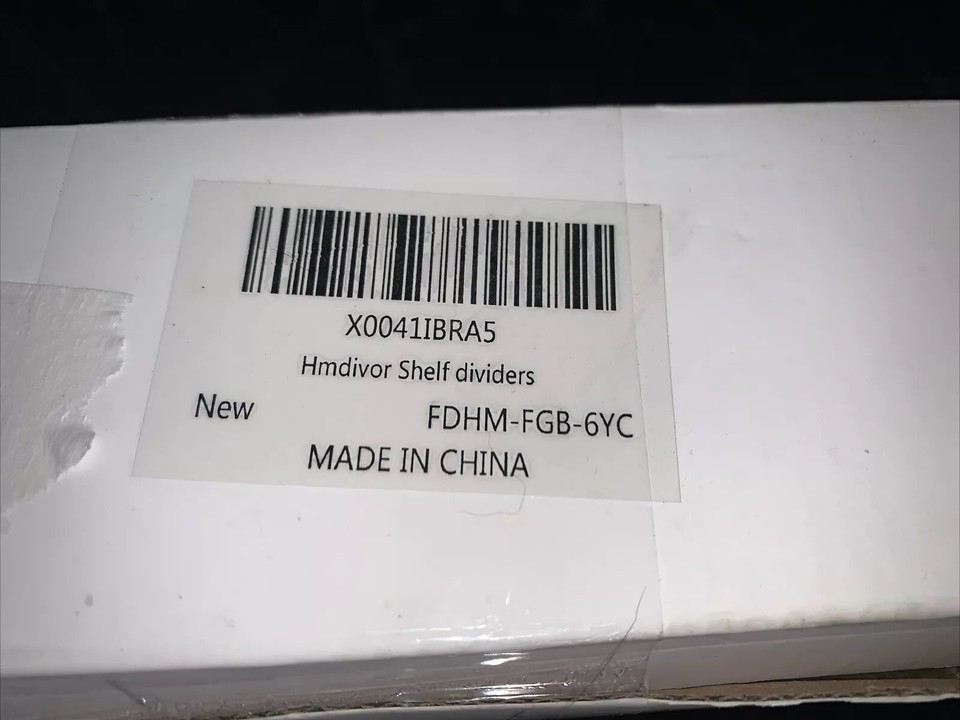 X0041IBRA5
Hmdivor Shelf dividers
New FDHM-FGB-6YC
MADE IN CHINA